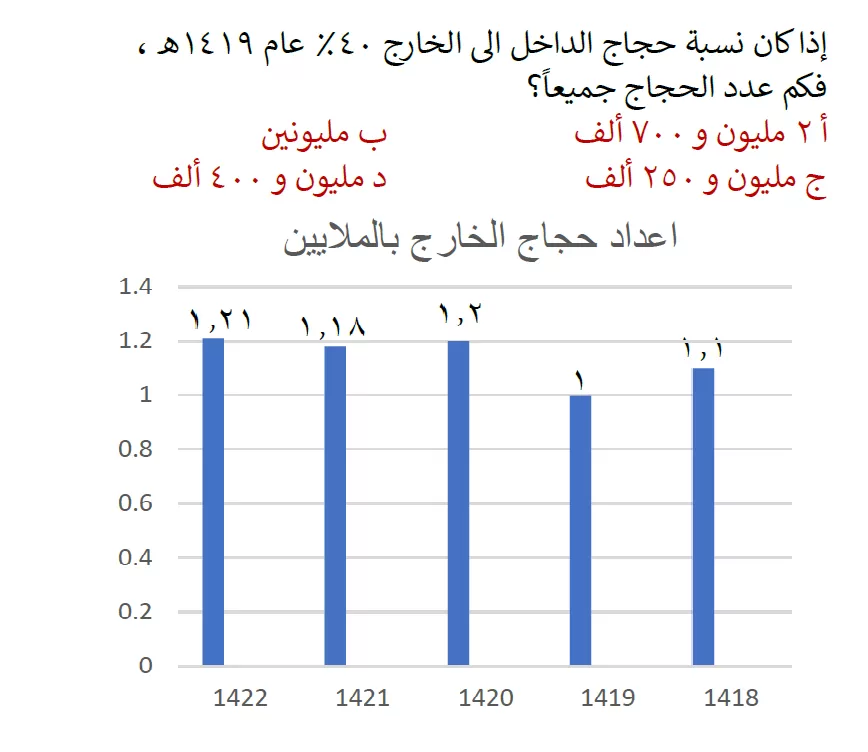 إذا كان نسبة حجاج الداخل الى الخارج ٤٠٪ عام ١٤١٩هـ ،
فكم عدد الحجاج جميعاً؟
أ ٢ مليون و ٧٠٠ ألف ب مليونين
ج مليون و ٢٥٠ ألف د مليون و ٤٠٠ ألف
اعداد حجاج الخارج بالملايين
1.4
1.2
1
0.8
0.6
0.4
0.2
0
١,٢١ ١,١٨ ١,٢ ١ ١,١
1422 1421 1420 1419 1418